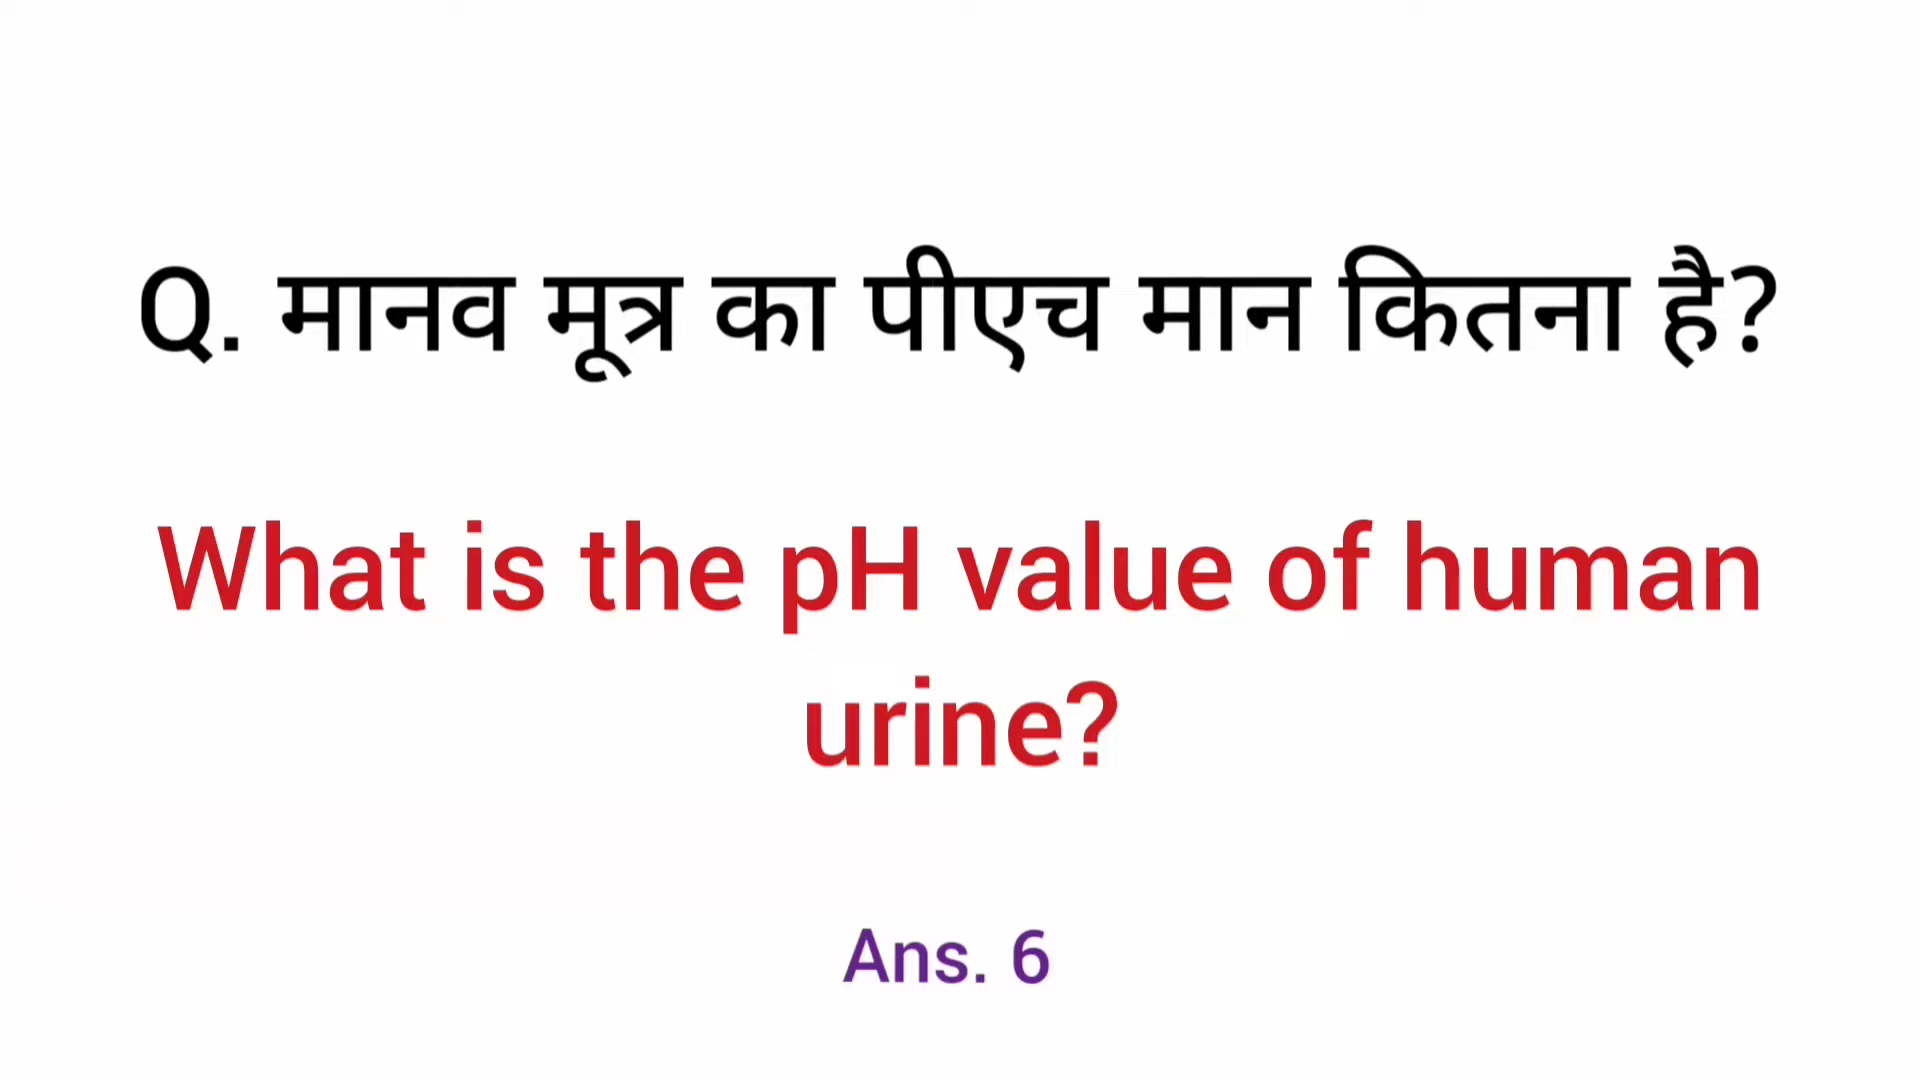 Q. मानव मूत्र का पीएच मान कितना है?
What is the pH value of human
urine?
Ans. 6